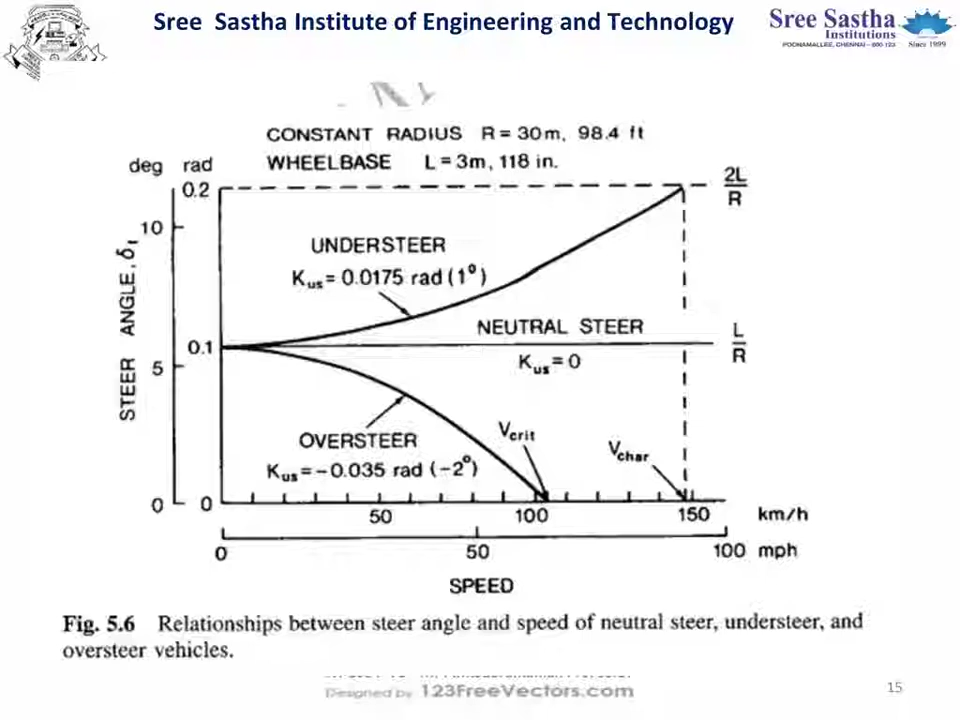 Sree Sastha Institute of Engineering and Technology
Sree Sastha
Institutions
POONAMALLEE, CHENNAI - 600 123
Since 1999
CONSTANT RADIUS R = 30 m, 98.4 ft
WHEELBASE L = 3 m, 118 in.
deg rad
0.2
2L
R
10
UNDERSTEER
Kus = 0.0175 rad (1°)
STEER ANGLE, δf
NEUTRAL STEER
L
R
0.1
5
Kus = 0
OVERSTEER
Kus = -0.035 rad (-2°)
Vcrit
Vchar
0 0
50 100 150 km/h
0 50 100 mph
SPEED
Fig. 5.6 Relationships between steer angle and speed of neutral steer, understeer, and
oversteer vehicles.
Designed by 123FreeVectors.com
15